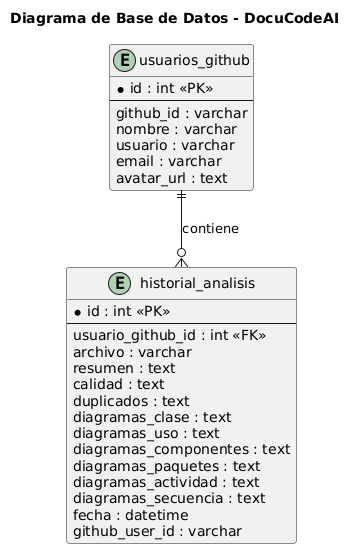 Diagrama de Base de Datos - DocuCodeAI
E usuarios_github
* id : int «PK»
github_id : varchar
nombre : varchar
usuario : varchar
email : varchar
avatar_url : text
contiene
E historial_analisis
* id : int «PK»
usuario_github_id : int «FK»
archivo : varchar
resumen : text
calidad : text
duplicados : text
diagramas_clase : text
diagramas_uso : text
diagramas_componentes : text
diagramas_paquetes : text
diagramas_actividad : text
diagramas_secuencia : text
fecha : datetime
github_user_id : varchar